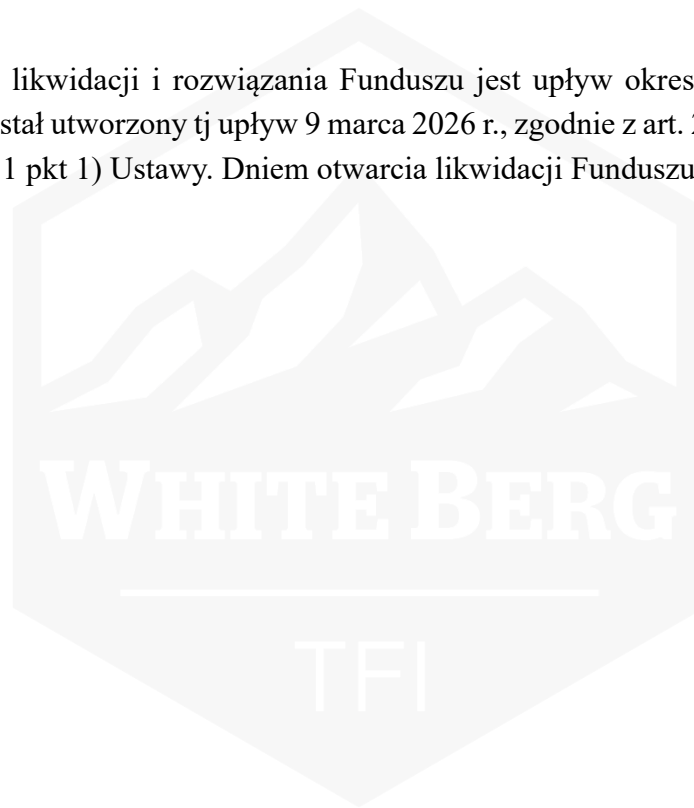 likwidacji i rozwiązania Funduszu jest upływ okres
stał utworzony tj upływ 9 marca 2026 r., zgodnie z art.
1 pkt 1) Ustawy. Dniem otwarcia likwidacji Funduszu
WHITE BERG
TFI